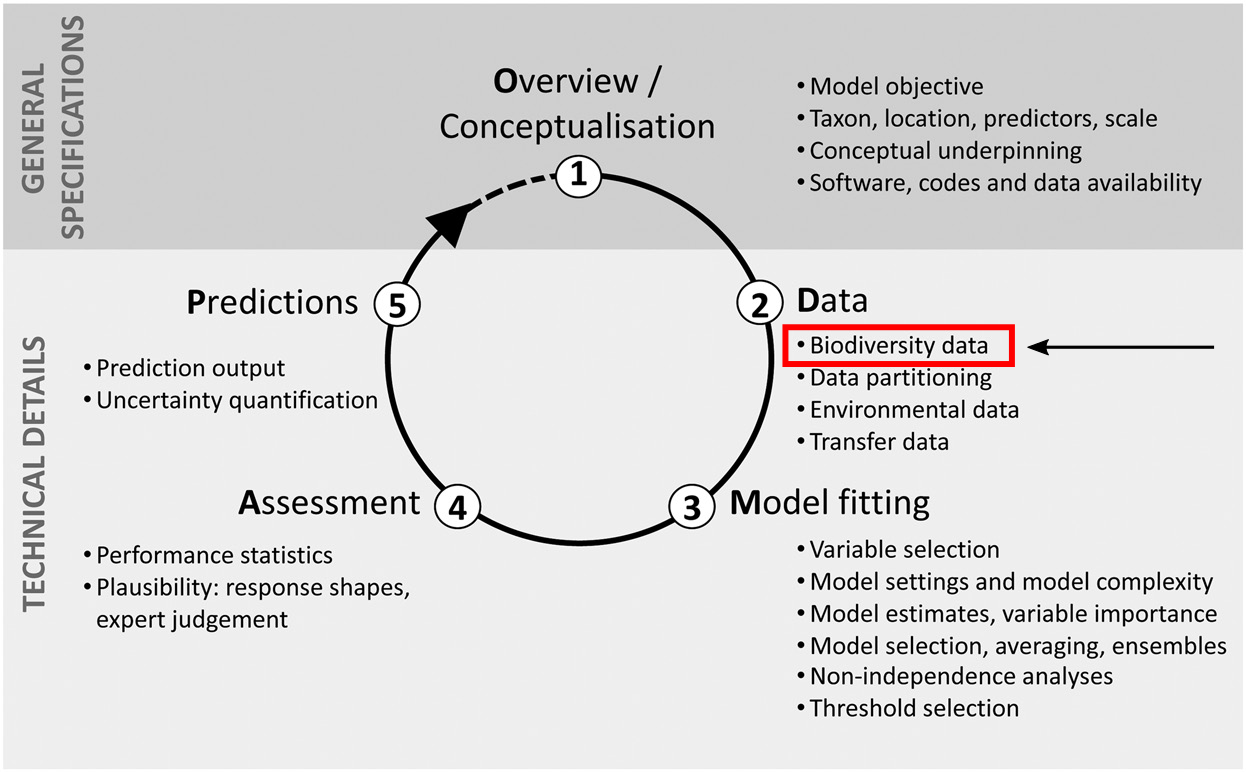 GENERAL
SPECIFICATIONS
Overview /
Conceptualisation
1
• Model objective
• Taxon, location, predictors, scale
• Conceptual underpinning
• Software, codes and data availability
TECHNICAL DETAILS
2
Data
• Biodiversity data
• Data partitioning
• Environmental data
• Transfer data
3
Model fitting
• Variable selection
• Model settings and model complexity
• Model estimates, variable importance
• Model selection, averaging, ensembles
• Non-independence analyses
• Threshold selection
Assessment
4
• Performance statistics
• Plausibility: response shapes,
expert judgement
Predictions
5
• Prediction output
• Uncertainty quantification